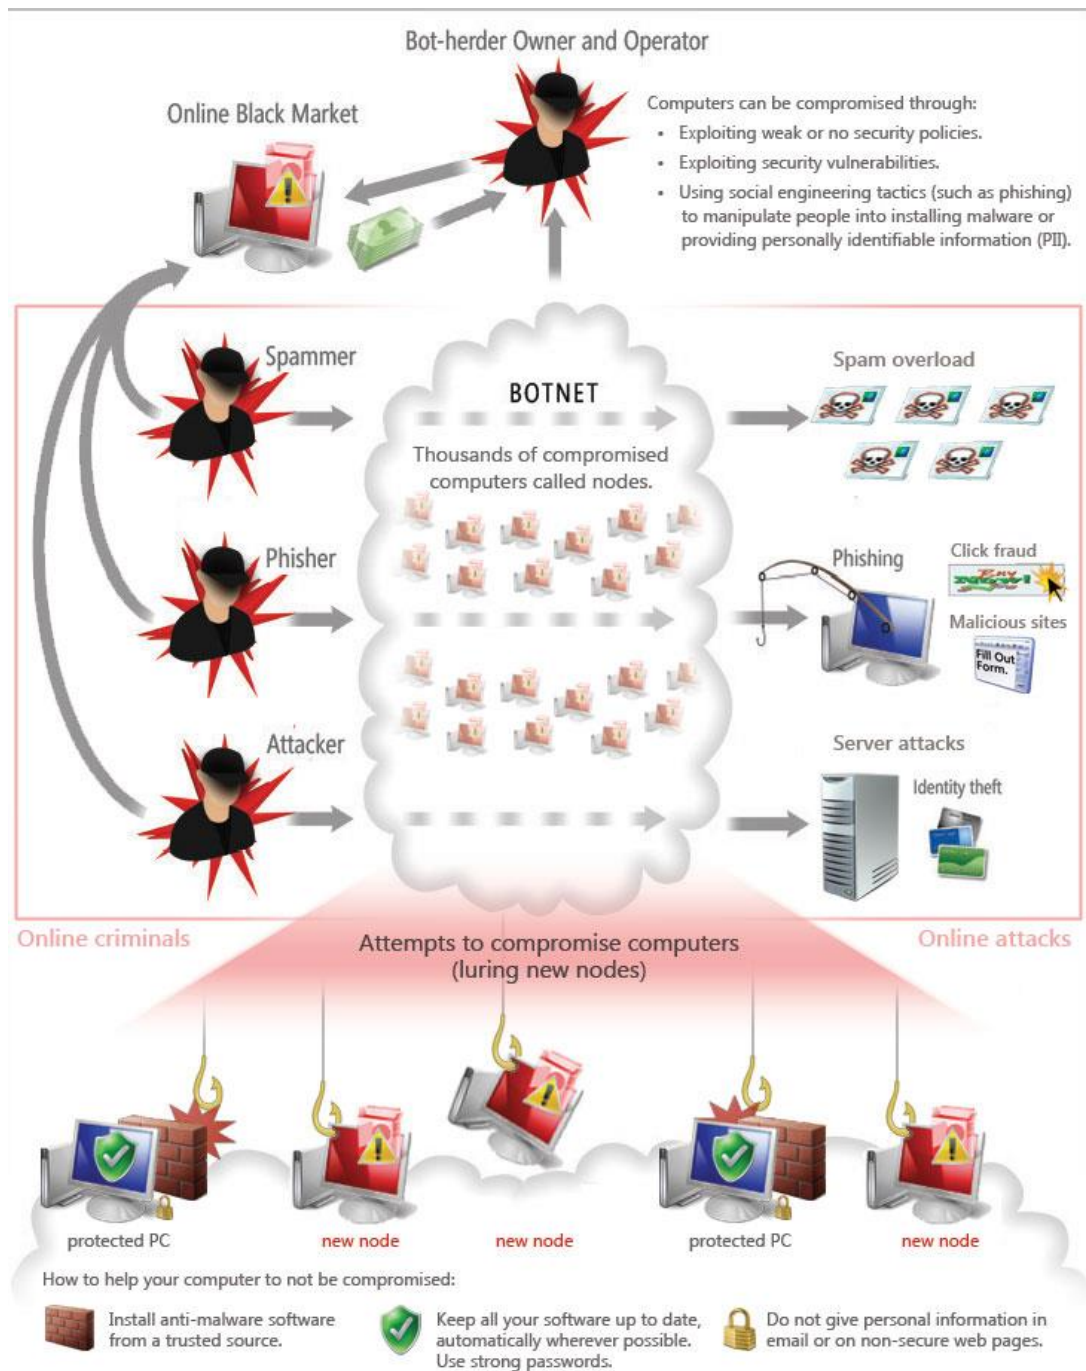 Bot-herder Owner and Operator
Online Black Market
Computers can be compromised through:
• Exploiting weak or no security policies.
• Exploiting security vulnerabilities.
• Using social engineering tactics (such as phishing)
to manipulate people into installing malware or
providing personally identifiable information (PII).
Spammer
BOTNET
Thousands of compromised
computers called nodes.
Spam overload
Phisher
Phishing
Click fraud
Malicious sites
Fill Out
Form.
Attacker
Server attacks
Identity theft
Online criminals
Attempts to compromise computers
(luring new nodes)
Online attacks
protected PC
new node
new node
protected PC
new node
How to help your computer to not be compromised:
Install anti-malware software
from a trusted source.
Keep all your software up to date,
automatically wherever possible.
Use strong passwords.
Do not give personal information in
email or on non-secure web pages.